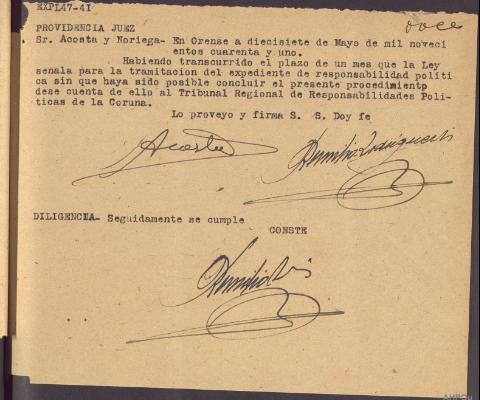 EXP147-41
doce
PROVIDENCIA JUEZ
Sr. Acosta y Noriega- En Orense a diecisiete de Mayo de mil noveci
entos cuarenta y uno.
Habiendo transcurrido el plazo de un mes que la Ley
señala para la tramitacion del expediente de responsabilidad politi
ca sin que haya sido posible concluir el presente procedimientp
dese cuenta de ello al Tribunal Regional de Responsabilidades Poli-
ticas de la Coruna.
Lo proveyo y firma S. S. Doy fe
Acosta
DILIGENCIA- Seguidamente se cumple
CONSTE